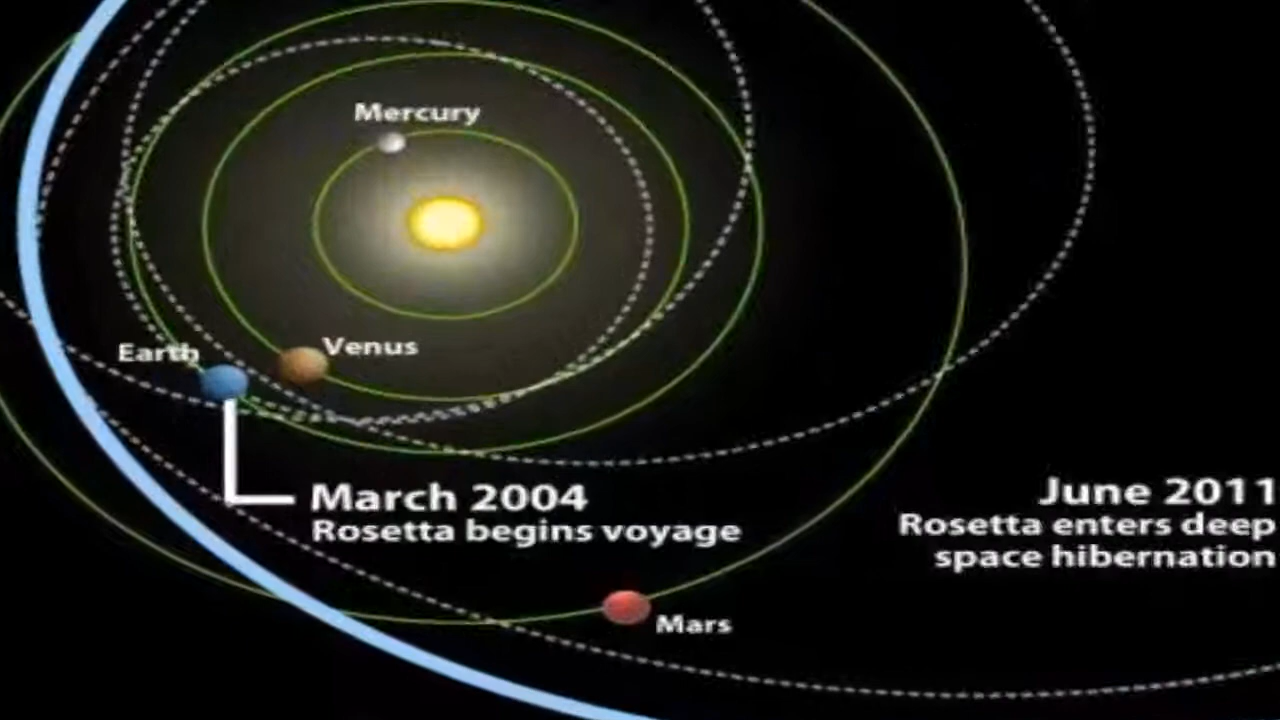 Mercury
Earth
Venus
March 2004
Rosetta begins voyage
June 2011
Rosetta enters deep
space hibernation
Mars